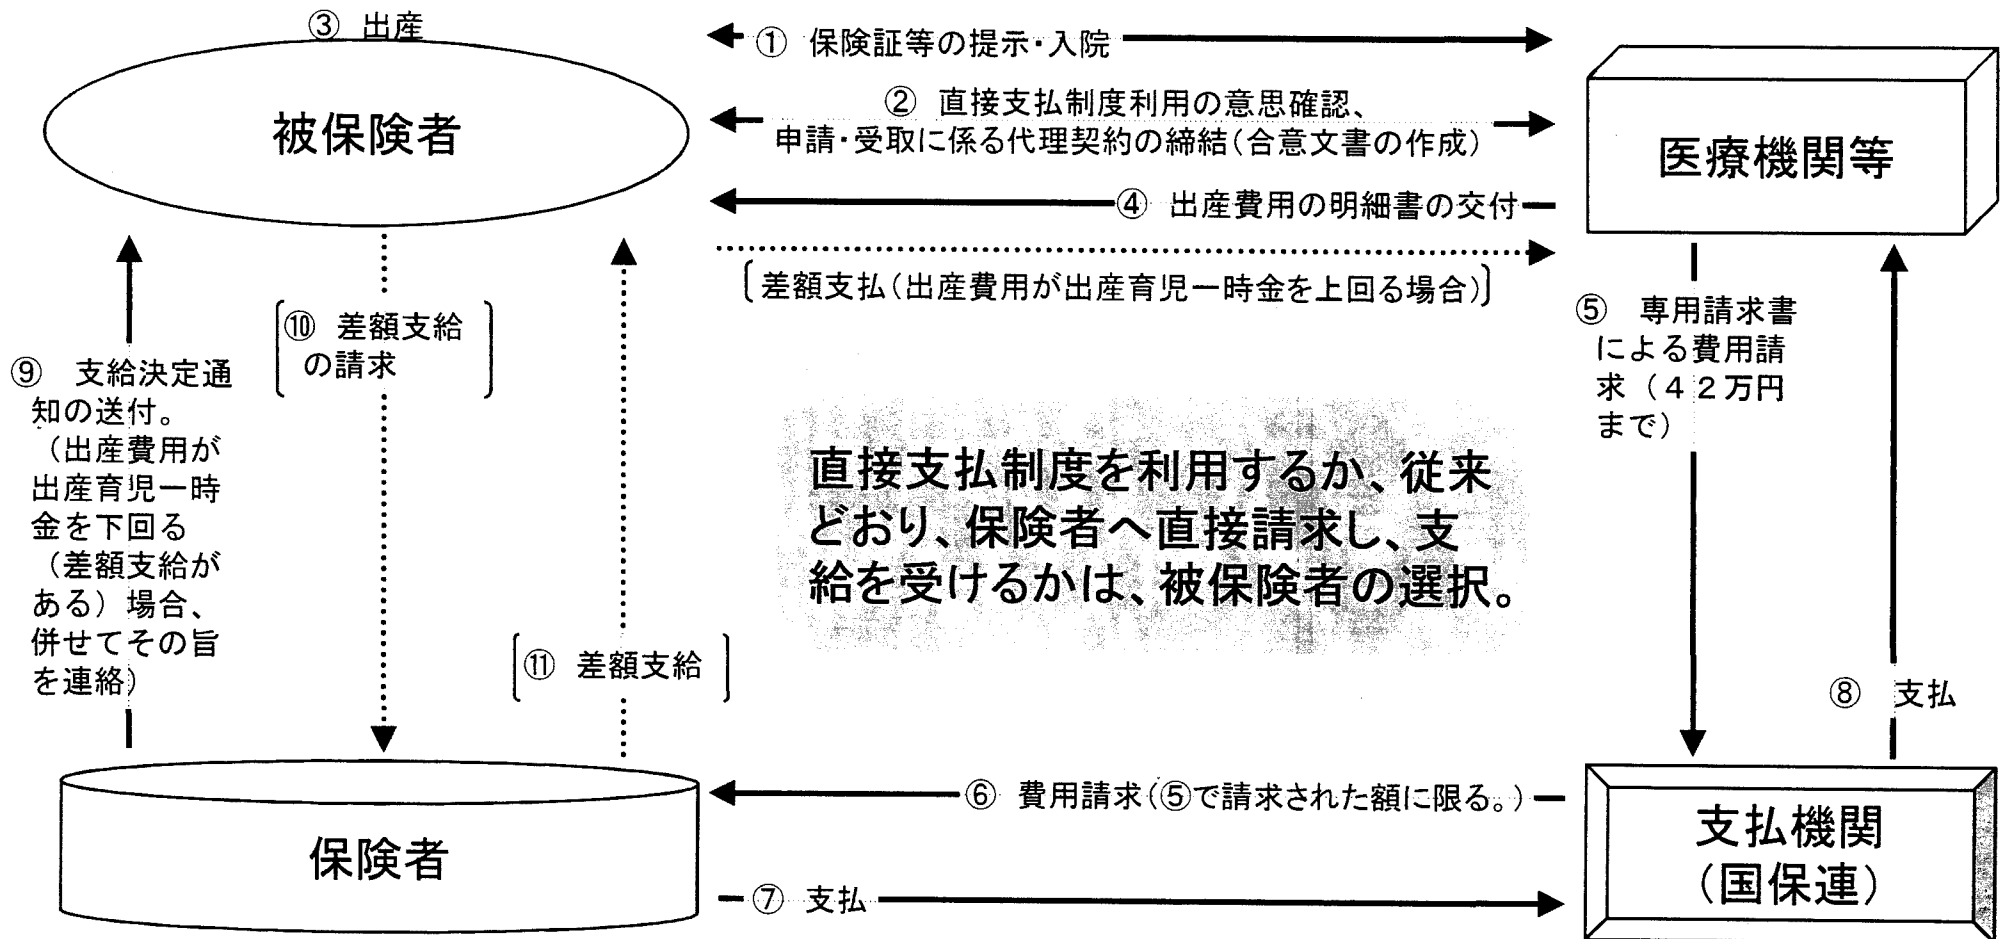 ③ 出産
被保険者
① 保険証等の提示・入院
② 直接支払制度利用の意思確認、
申請・受取に係る代理契約の締結(合意文書の作成)
④ 出産費用の明細書の交付
差額支払(出産費用が出産育児一時金を上回る場合)
医療機関等
⑨ 支給決定通
知の送付。
(出産費用が
出産育児一時
金を下回る
(差額支給が
ある)場合、
併せてその旨
を連絡)
⑩ 差額支給
の請求
⑪ 差額支給
直接支払制度を利用するか、従来
どおり、保険者へ直接請求し、支
給を受けるかは、被保険者の選択。
⑤ 専用請求書
による費用請
求(42万円
まで)
⑧ 支払
保険者
⑥ 費用請求(⑤で請求された額に限る。)
⑦ 支払
支払機関
(国保連)